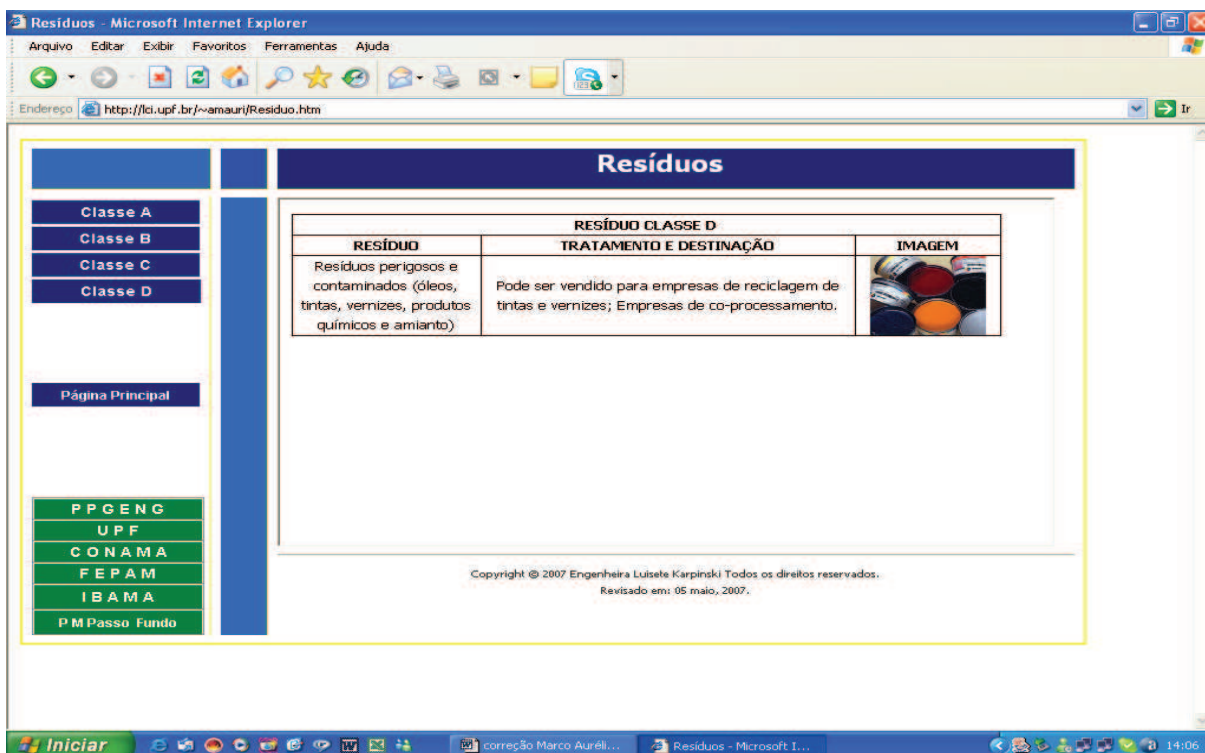 Resíduos - Microsoft Internet Explorer
Arquivo Editar Exibir Favoritos Ferramentas Ajuda
Endereço http://lci.upf.br/~amauri/Residuo.htm Ir
Resíduos
Classe A
Classe B
Classe C
Classe D
Página Principal
PPGENG
UPF
CONAMA
FEPAM
IBAMA
PM Passo Fundo
RESÍDUO CLASSE D
RESÍDUO TRATAMENTO E DESTINAÇÃO IMAGEM
Resíduos perigosos e
contaminados (óleos,
tintas, vernizes, produtos
químicos e amianto)
Pode ser vendido para empresas de reciclagem de
tintas e vernizes; Empresas de co-processamento.
Copyright © 2007 Engenheira Luisete Karpinski Todos os direitos reservados.
Revisado em: 05 maio, 2007.
Iniciar correção Marco Auréli... Resíduos - Microsoft I... 14:06